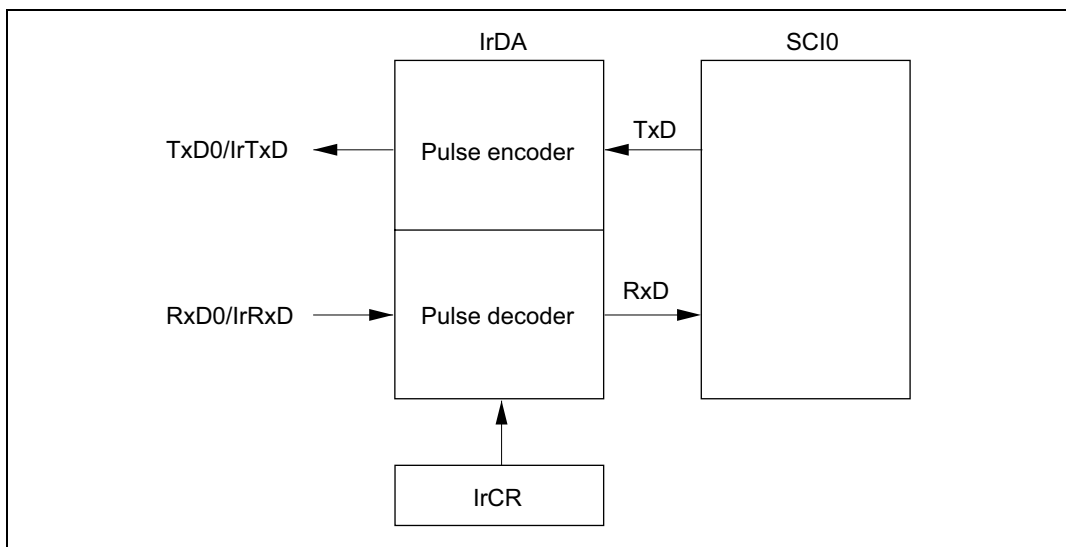 IrDA
SCI0
TxD0/IrTxD
Pulse encoder
TxD
RxD0/IrRxD
Pulse decoder
RxD
IrCR